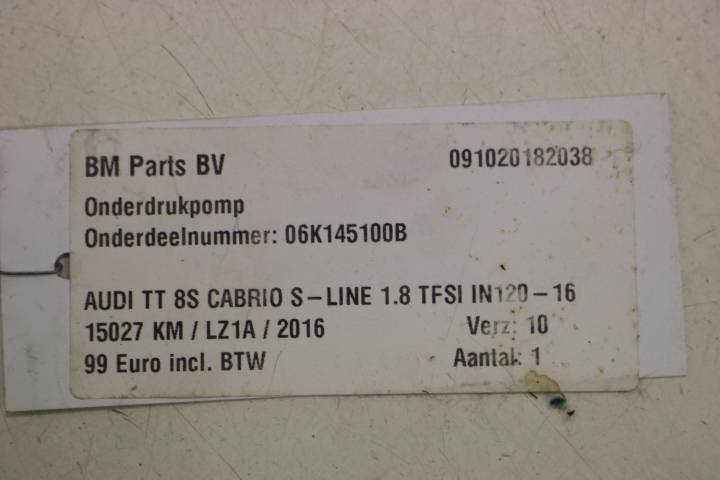 BM Parts BV 091020182038
Onderdrukpomp
Onderdeelnummer: 06K145100B
AUDI TT 8S CABRIO S-LINE 1.8 TFSI IN120-16
15027 KM / LZ1A / 2016 Verz: 10
99 Euro incl. BTW Aantal: 1